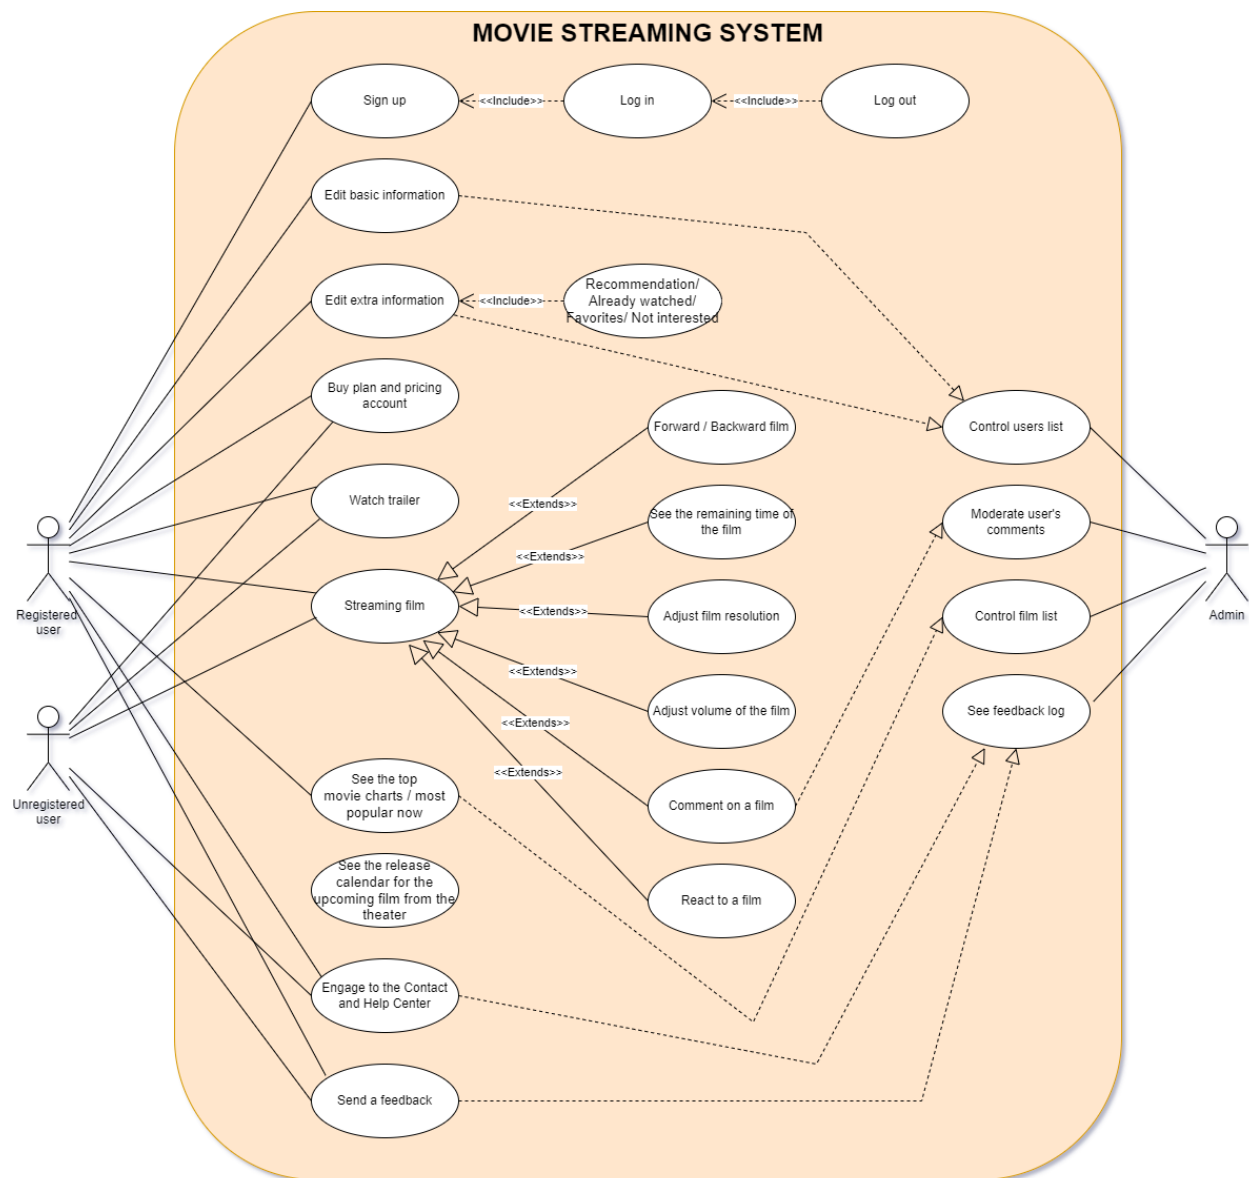 MOVIE STREAMING SYSTEM
Sign up
<<Include>>
Log in
<<Include>>
Log out
Edit basic information
Edit extra information
<<Include>>
Recommendation/
Already watched/
Favorites/ Not interested
Buy plan and pricing
account
Watch trailer
Streaming film
<<Extends>>
<<Extends>>
<<Extends>>
<<Extends>>
<<Extends>>
<<Extends>>
Forward / Backward film
See the remaining time of
the film
Adjust film resolution
Adjust volume of the film
Comment on a film
React to a film
Control users list
Moderate user's
comments
Control film list
See feedback log
See the top
movie charts / most
popular now
See the release
calendar for the
upcoming film from the
theater
Engage to the Contact
and Help Center
Send a feedback
Registered
user
Unregistered
user
Admin